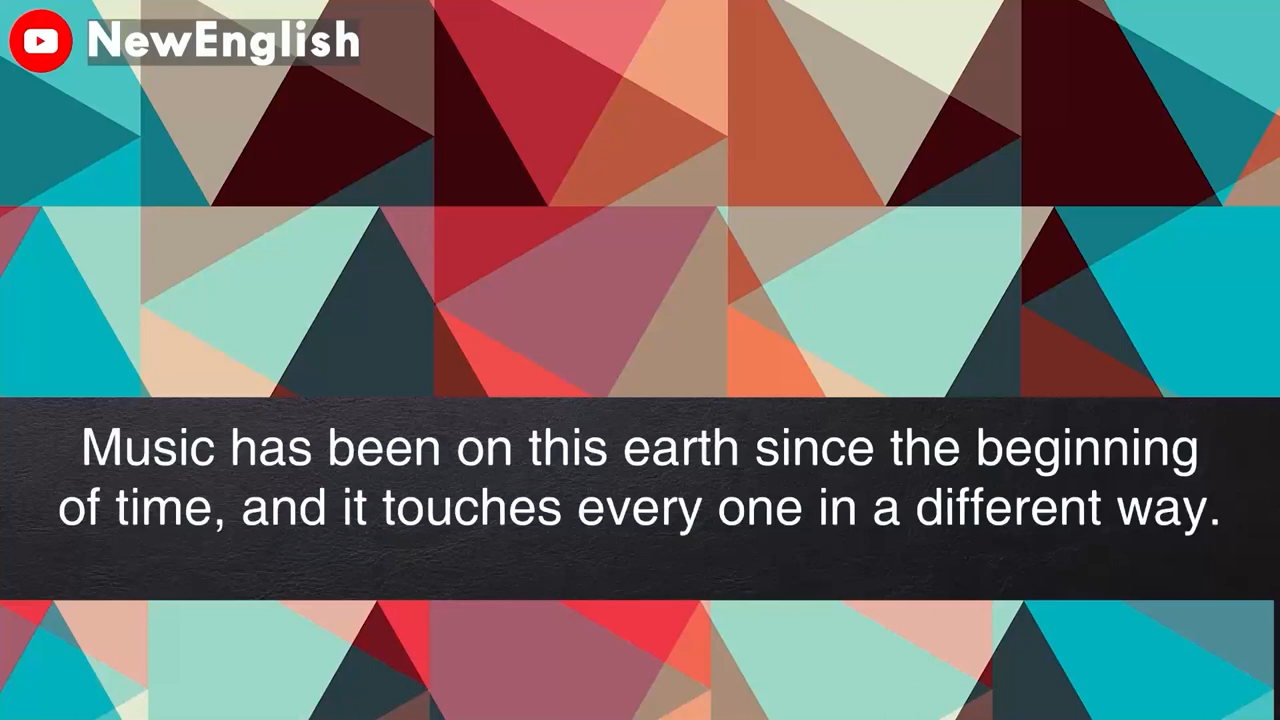 NewEnglish
Music has been on this earth since the beginning
of time, and it touches every one in a different way.